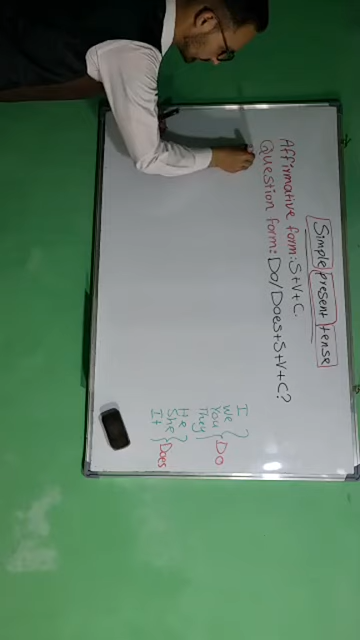 Simple present tense
Affirmative form: S+V+C.
Question form: Do/Does+S+V+C?
I
We
You
They
} Do
He
She
It
} Does